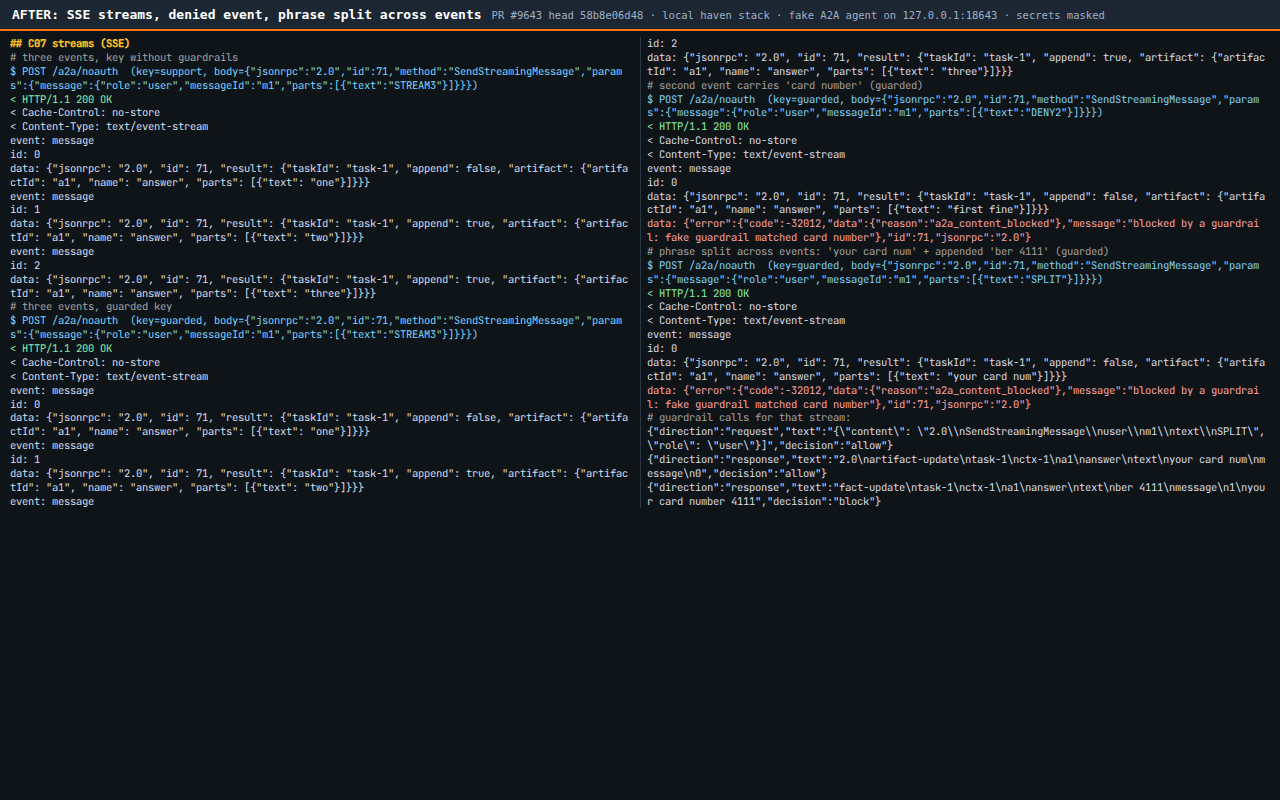 AFTER: SSE streams, denied event, phrase split across events PR #9643 head 58b8e06d48 · local haven stack · fake A2A agent on 127.0.0.1:18643 · secrets masked
## C07 streams (SSE)
# three events, key without guardrails
$ POST /a2a/noauth  (key=support, body={"jsonrpc":"2.0","id":71,"method":"SendStreamingMessage","param
s":{"message":{"role":"user","messageId":"m1","parts":[{"text":"STREAM3"}]}}})
< HTTP/1.1 200 OK
< Cache-Control: no-store
< Content-Type: text/event-stream
event: message
id: 0
data: {"jsonrpc": "2.0", "id": 71, "result": {"taskId": "task-1", "append": false, "artifact": {"artifa
ctId": "a1", "name": "answer", "parts": [{"text": "one"}]}}}
event: message
id: 1
data: {"jsonrpc": "2.0", "id": 71, "result": {"taskId": "task-1", "append": true, "artifact": {"artifac
tId": "a1", "name": "answer", "parts": [{"text": "two"}]}}}
event: message
id: 2
data: {"jsonrpc": "2.0", "id": 71, "result": {"taskId": "task-1", "append": true, "artifact": {"artifac
tId": "a1", "name": "answer", "parts": [{"text": "three"}]}}}
# three events, guarded key
$ POST /a2a/noauth  (key=guarded, body={"jsonrpc":"2.0","id":71,"method":"SendStreamingMessage","param
s":{"message":{"role":"user","messageId":"m1","parts":[{"text":"STREAM3"}]}}})
< HTTP/1.1 200 OK
< Cache-Control: no-store
< Content-Type: text/event-stream
event: message
id: 0
data: {"jsonrpc": "2.0", "id": 71, "result": {"taskId": "task-1", "append": false, "artifact": {"artifa
ctId": "a1", "name": "answer", "parts": [{"text": "one"}]}}}
event: message
id: 1
data: {"jsonrpc": "2.0", "id": 71, "result": {"taskId": "task-1", "append": true, "artifact": {"artifac
tId": "a1", "name": "answer", "parts": [{"text": "two"}]}}}
event: message
id: 2
data: {"jsonrpc": "2.0", "id": 71, "result": {"taskId": "task-1", "append": true, "artifact": {"artifac
tId": "a1", "name": "answer", "parts": [{"text": "three"}]}}}
# second event carries 'card number' (guarded)
$ POST /a2a/noauth  (key=guarded, body={"jsonrpc":"2.0","id":71,"method":"SendStreamingMessage","param
s":{"message":{"role":"user","messageId":"m1","parts":[{"text":"DENY2"}]}}})
< HTTP/1.1 200 OK
< Cache-Control: no-store
< Content-Type: text/event-stream
event: message
id: 0
data: {"jsonrpc": "2.0", "id": 71, "result": {"taskId": "task-1", "append": false, "artifact": {"artifa
ctId": "a1", "name": "answer", "parts": [{"text": "first fine"}]}}}
data: {"error":{"code":-32012,"data":{"reason":"a2a_content_blocked"},"message":"blocked by a guardrai
l: fake guardrail matched card number"},"id":71,"jsonrpc":"2.0"}
# phrase split across events: 'your card num' + appended 'ber 4111' (guarded)
$ POST /a2a/noauth  (key=guarded, body={"jsonrpc":"2.0","id":71,"method":"SendStreamingMessage","param
s":{"message":{"role":"user","messageId":"m1","parts":[{"text":"SPLIT"}]}}})
< HTTP/1.1 200 OK
< Cache-Control: no-store
< Content-Type: text/event-stream
event: message
id: 0
data: {"jsonrpc": "2.0", "id": 71, "result": {"taskId": "task-1", "append": false, "artifact": {"artifa
ctId": "a1", "name": "answer", "parts": [{"text": "your card num"}]}}}
data: {"error":{"code":-32012,"data":{"reason":"a2a_content_blocked"},"message":"blocked by a guardrai
l: fake guardrail matched card number"},"id":71,"jsonrpc":"2.0"}
# guardrail calls for that stream:
{"direction":"request","text":"{\"content\": \"2.0\\nSendStreamingMessage\\nuser\\nm1\\ntext\\nSPLIT\",
\"role\": \"user\"}]","decision":"allow"}
{"direction":"response","text":"2.0\nartifact-update\ntask-1\nctx-1\na1\nanswer\ntext\nyour card num\nm
essage\n0","decision":"allow"}
{"direction":"response","text":"fact-update\ntask-1\nctx-1\na1\nanswer\ntext\nber 4111\nmessage\n1\nyou
r card number 4111","decision":"block"}